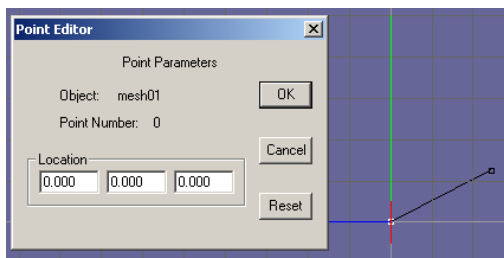 Point Editor
Point Parameters
Object: mesh01
OK
Point Number: 0
Cancel
Location
0.000 0.000 0.000
Reset